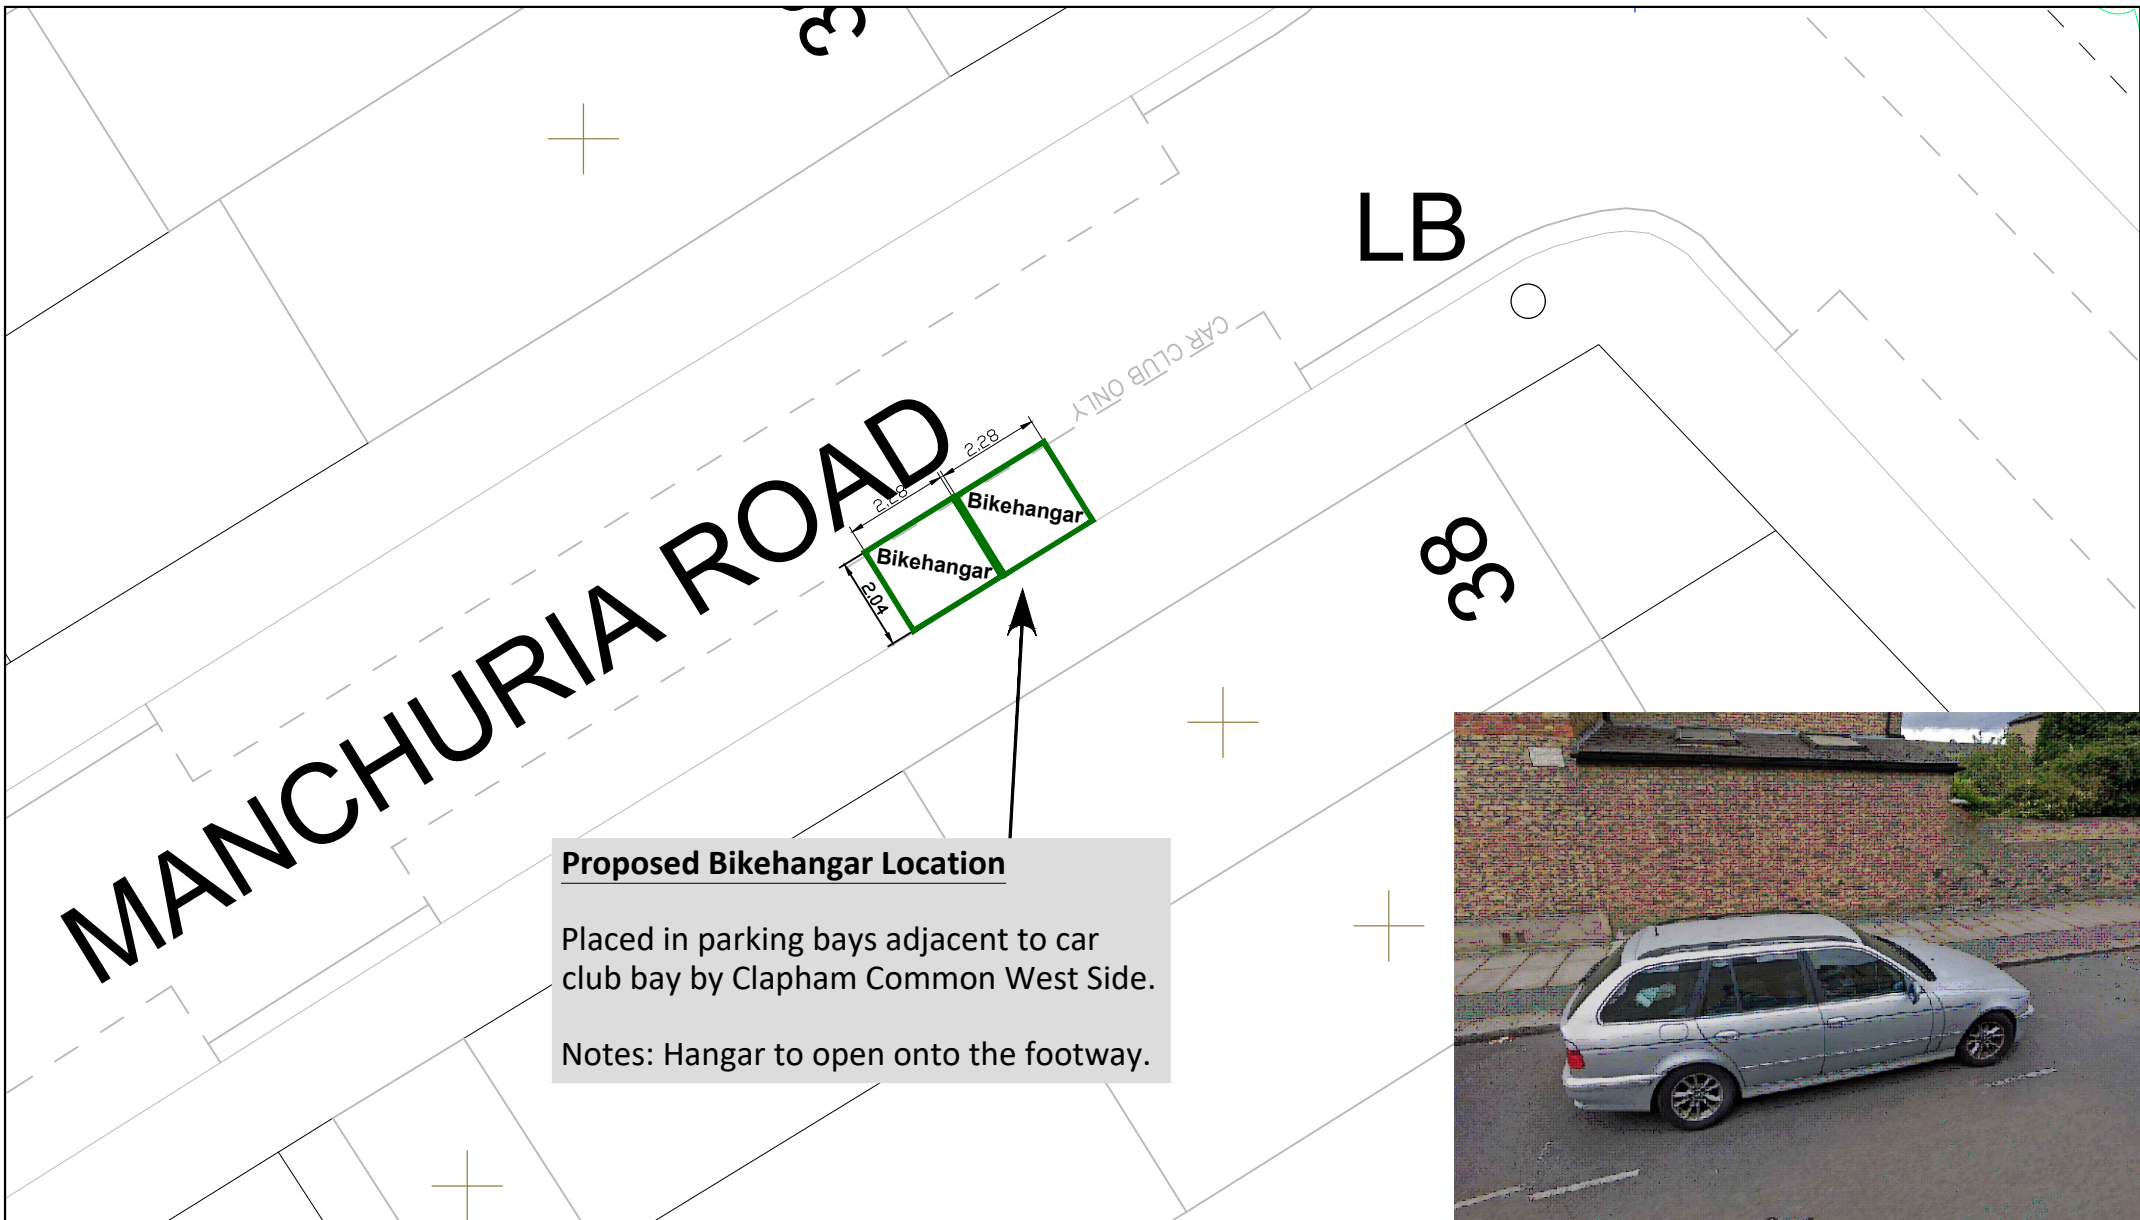 LB
CAR CLUB ONLY
MANCHURIA ROAD
2.28
2.28
2.04
Bikehangar
Bikehangar
38
Proposed Bikehangar Location
Placed in parking bays adjacent to car
club bay by Clapham Common West Side.
Notes: Hangar to open onto the footway.